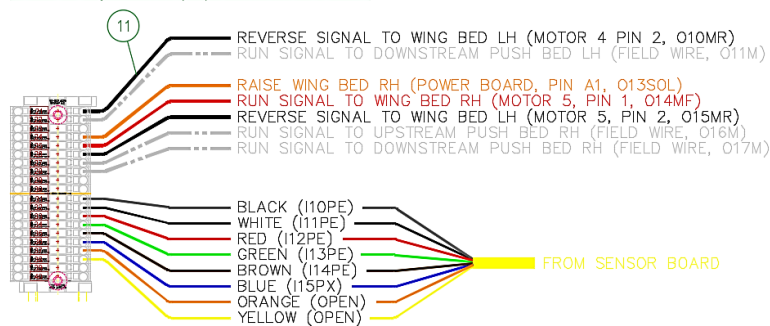 11
REVERSE SIGNAL TO WING BED LH (MOTOR 4 PIN 2, O10MR)
RUN SIGNAL TO DOWNSTREAM PUSH BED LH (FIELD WIRE, O11M)
RAISE WING BED RH (POWER BOARD, PIN A1, O13SOL)
RUN SIGNAL TO WING BED RH (MOTOR 5, PIN 1, O14MF)
REVERSE SIGNAL TO WING BED LH (MOTOR 5, PIN 2, O15MR)
RUN SIGNAL TO UPSTREAM PUSH BED RH (FIELD WIRE, O16M)
RUN SIGNAL TO DOWNSTREAM PUSH BED RH (FIELD WIRE, O17M)
BLACK (I10PE)
WHITE (I11PE)
RED (I12PE)
GREEN (I13PE)
BROWN (I14PE)
BLUE (I15PX)
ORANGE (OPEN)
YELLOW (OPEN)
FROM SENSOR BOARD